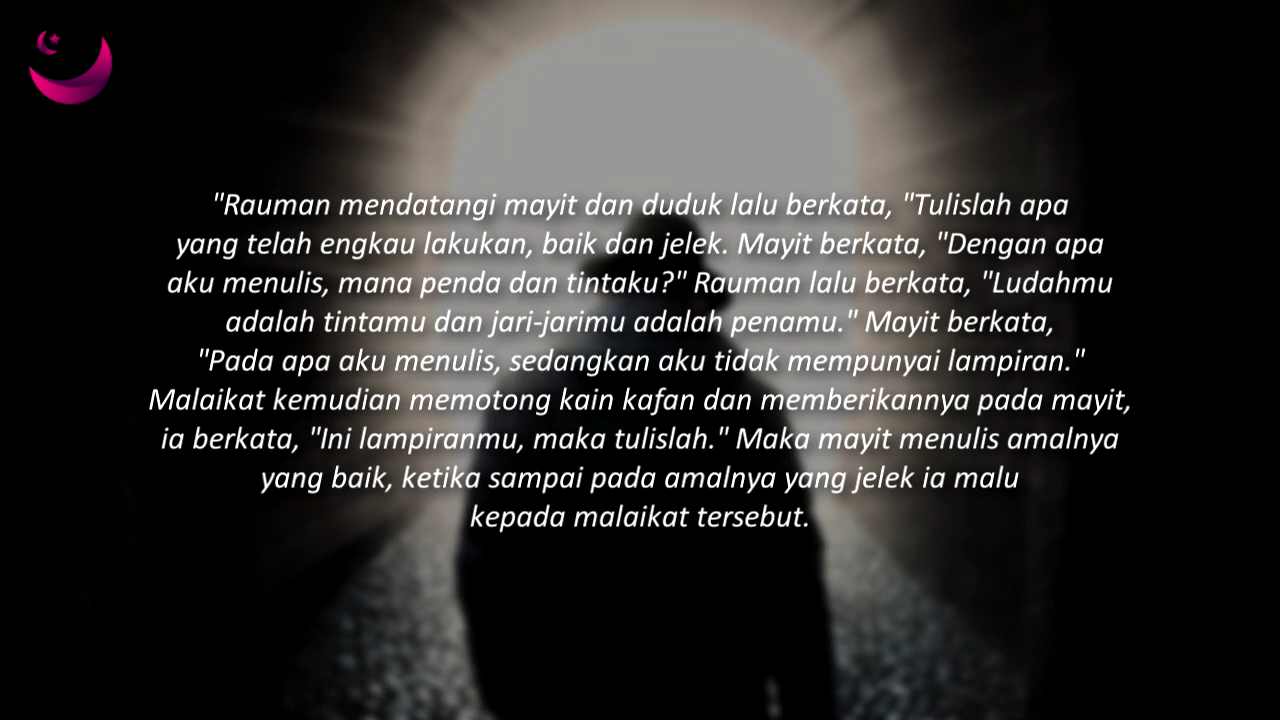 "Rauman mendatangi mayit dan duduk lalu berkata, "Tulislah apa
yang telah engkau lakukan, baik dan jelek. Mayit berkata, "Dengan apa
aku menulis, mana penda dan tintaku?" Rauman lalu berkata, "Ludahmu
adalah tintamu dan jari-jarimu adalah penamu." Mayit berkata,
"Pada apa aku menulis, sedangkan aku tidak mempunyai lampiran."
Malaikat kemudian memotong kain kafan dan memberikannya pada mayit,
ia berkata, "Ini lampiranmu, maka tulislah." Maka mayit menulis amalnya
yang baik, ketika sampai pada amalnya yang jelek ia malu
kepada malaikat tersebut.